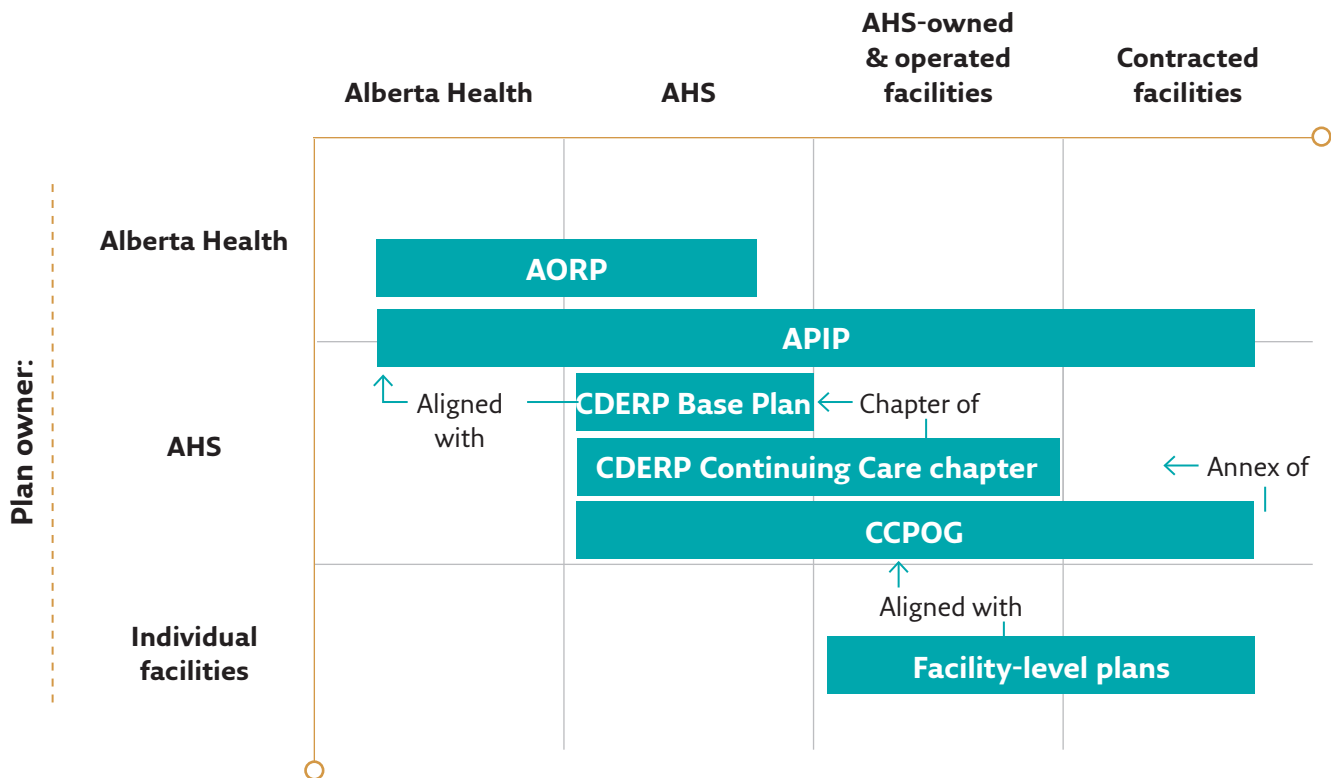 AHS-owned
& operated
facilities
Contracted
facilities
Alberta Health
AHS
Plan owner:
Alberta Health
AORP
APIP
Aligned
with
CDERP Base Plan
Chapter of
AHS
CDERP Continuing Care chapter
Annex of
CCPOG
Aligned with
Individual
facilities
Facility-level plans